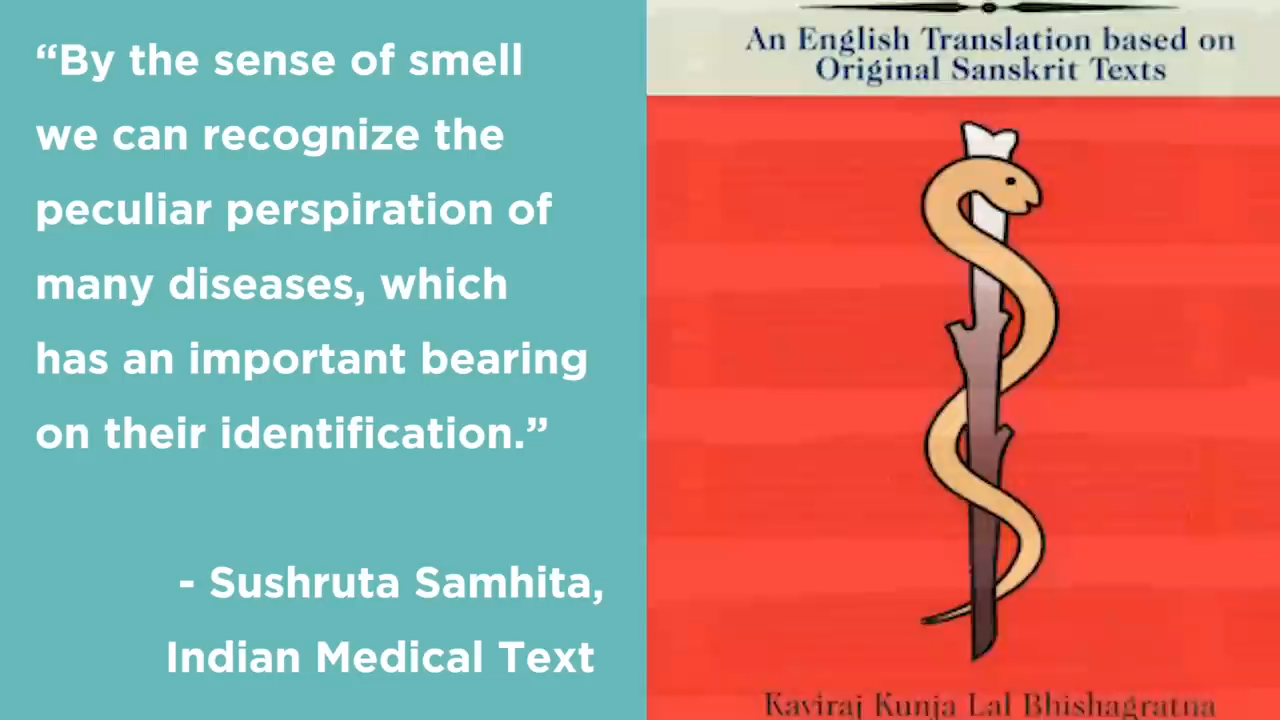 “By the sense of smell
we can recognize the
peculiar perspiration of
many diseases, which
has an important bearing
on their identification.”
- Sushruta Samhita,
Indian Medical Text
An English Translation based on
Original Sanskrit Texts
Kaviraj Kunja Lal Bhishagratna